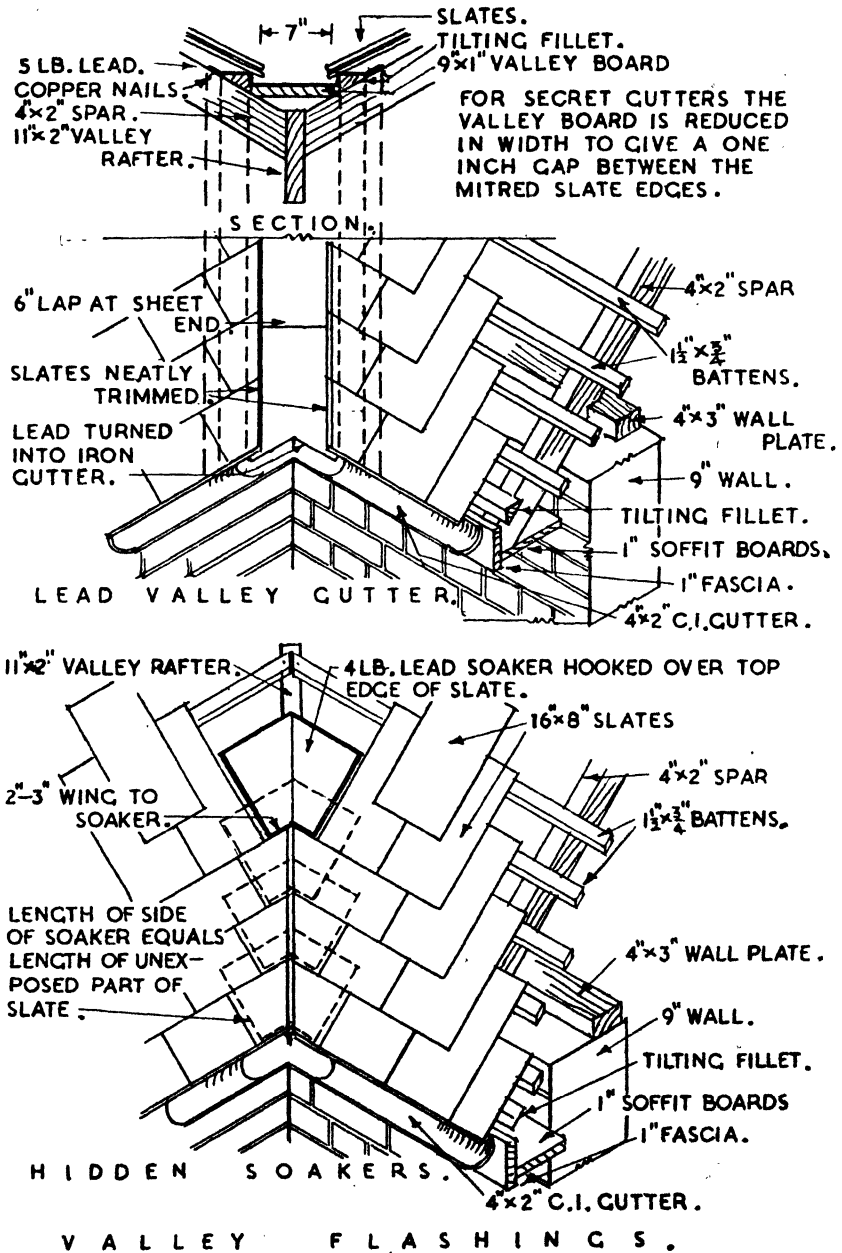 7"
SLATES.
TILTING FILLET.
9"x1" VALLEY BOARD
5 LB. LEAD.
COPPER NAILS.
4"x2" SPAR.
11"x2" VALLEY
RAFTER.
FOR SECRET GUTTERS THE
VALLEY BOARD IS REDUCED
IN WIDTH TO GIVE A ONE
INCH GAP BETWEEN THE
MITRED SLATE EDGES.
SECTION.
6" LAP AT SHEET
END
SLATES NEATLY
TRIMMED.
LEAD TURNED
INTO IRON
GUTTER.
4"x2" SPAR
1½"x¾"
BATTENS.
4"x3" WALL
PLATE.
9" WALL.
TILTING FILLET.
1" SOFFIT BOARDS.
1" FASCIA.
4"x2" C.I. GUTTER.
LEAD VALLEY GUTTER.
11"x2" VALLEY RAFTER.
4 LB. LEAD SOAKER HOOKED OVER TOP
EDGE OF SLATE.
16"x8" SLATES
4"x2" SPAR
1½"x¾" BATTENS.
2"-3" WING TO
SOAKER.
LENGTH OF SIDE
OF SOAKER EQUALS
LENGTH OF UNEX-
POSED PART OF
SLATE.
4"x3" WALL PLATE.
9" WALL.
TILTING FILLET.
1" SOFFIT BOARDS
1" FASCIA.
4"x2" C.I. GUTTER.
HIDDEN SOAKERS.
VALLEY FLASHINGS.